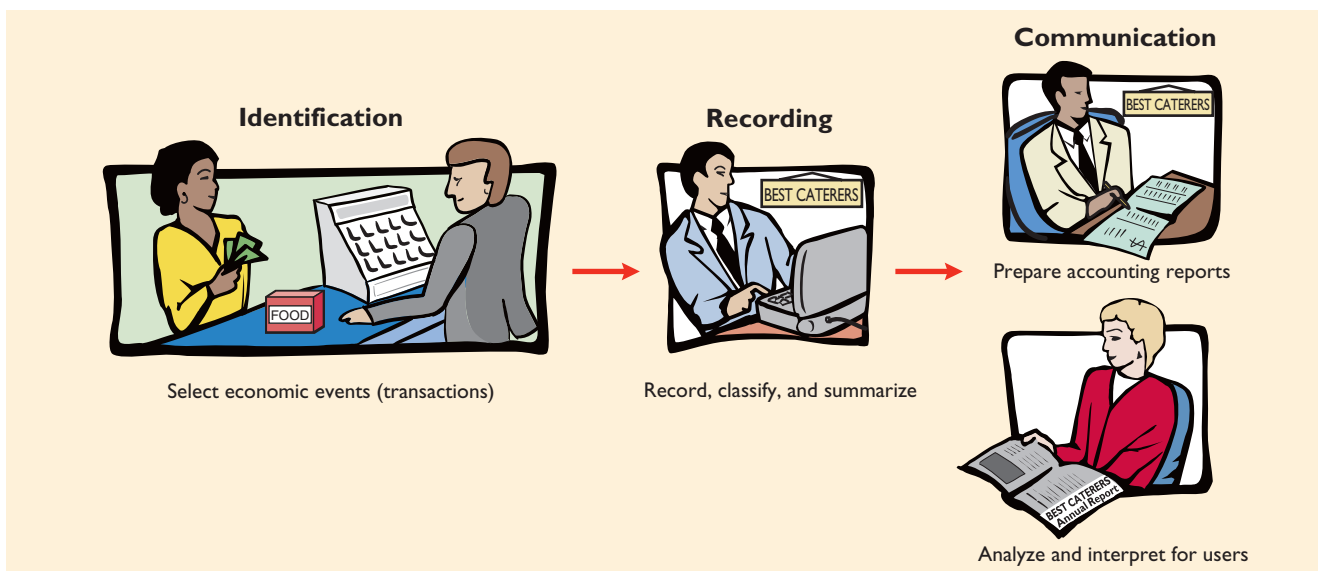 Identification
FOOD
Select economic events (transactions)
Recording
BEST CATERERS
Record, classify, and summarize
Communication
BEST CATERERS
Prepare accounting reports
BEST CATERERS
Annual Report
Analyze and interpret for users